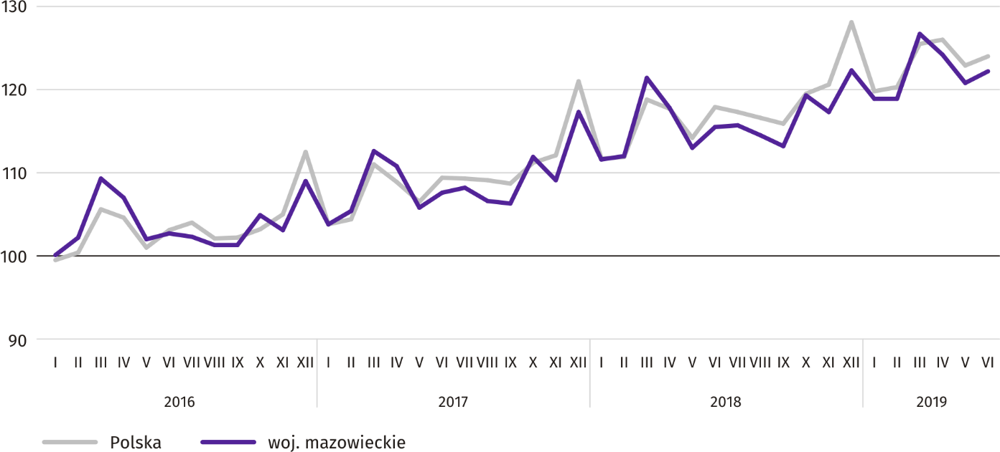 130
120
110
100
90
I II III IV V VI VII VIII IX X XI XII I II III IV V VI VII VIII IX X XI XII I II III IV V VI VII VIII IX X XI XII I II III IV V VI
2016 2017 2018 2019
Polska woj. mazowieckie